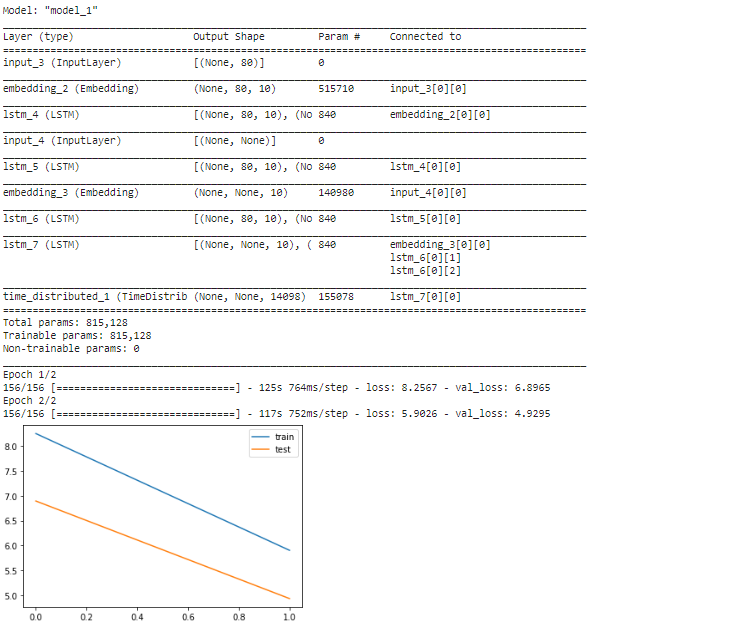 Model: "model_1"
Layer (type) Output Shape Param # Connected to
input_3 (InputLayer) [(None, 80)] 0
embedding_2 (Embedding) (None, 80, 10) 515710 input_3[0][0]
lstm_4 (LSTM) [(None, 80, 10), (No 840 embedding_2[0][0]
input_4 (InputLayer) [(None, None)] 0
lstm_5 (LSTM) [(None, 80, 10), (No 840 lstm_4[0][0]
embedding_3 (Embedding) (None, None, 10) 140980 input_4[0][0]
lstm_6 (LSTM) [(None, 80, 10), (No 840 lstm_5[0][0]
lstm_7 (LSTM) [(None, None, 10), ( 840 embedding_3[0][0]
lstm_6[0][1]
lstm_6[0][2]
time_distributed_1 (TimeDistrib (None, None, 14098) 155078 lstm_7[0][0]
Total params: 815,128
Trainable params: 815,128
Non-trainable params: 0
Epoch 1/2
156/156 [==============================] - 125s 764ms/step - loss: 8.2567 - val_loss: 6.8965
Epoch 2/2
156/156 [==============================] - 117s 752ms/step - loss: 5.9026 - val_loss: 4.9295
train
test
8.0
7.5
7.0
6.5
6.0
5.5
5.0
0.0 0.2 0.4 0.6 0.8 1.0